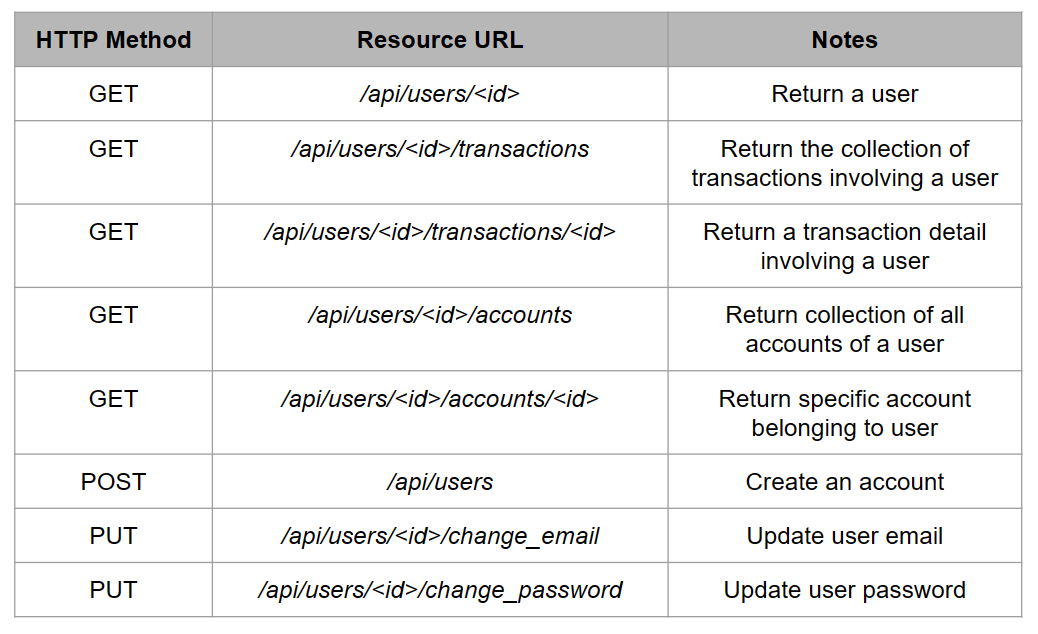 HTTP Method Resource URL Notes
GET /api/users/<id> Return a user
GET /api/users/<id>/transactions Return the collection of
transactions involving a user
GET /api/users/<id>/transactions/<id> Return a transaction detail
involving a user
GET /api/users/<id>/accounts Return collection of all
accounts of a user
GET /api/users/<id>/accounts/<id> Return specific account
belonging to user
POST /api/users Create an account
PUT /api/users/<id>/change_email Update user email
PUT /api/users/<id>/change_password Update user password